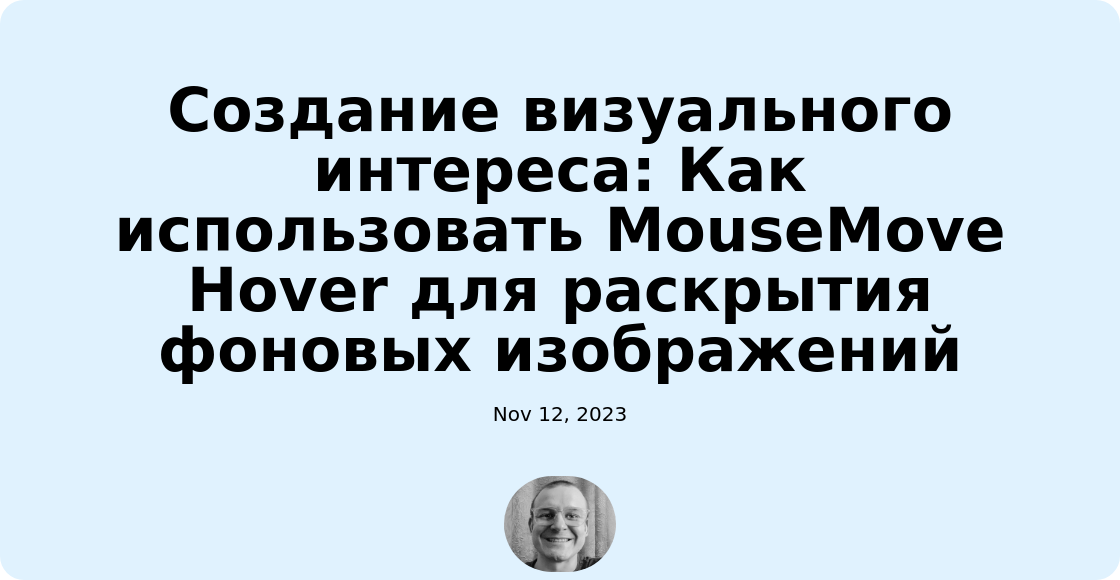 Создание визуального
интереса: Как
использовать MouseMove
Hover для раскрытия
фоновых изображений
Nov 12, 2023